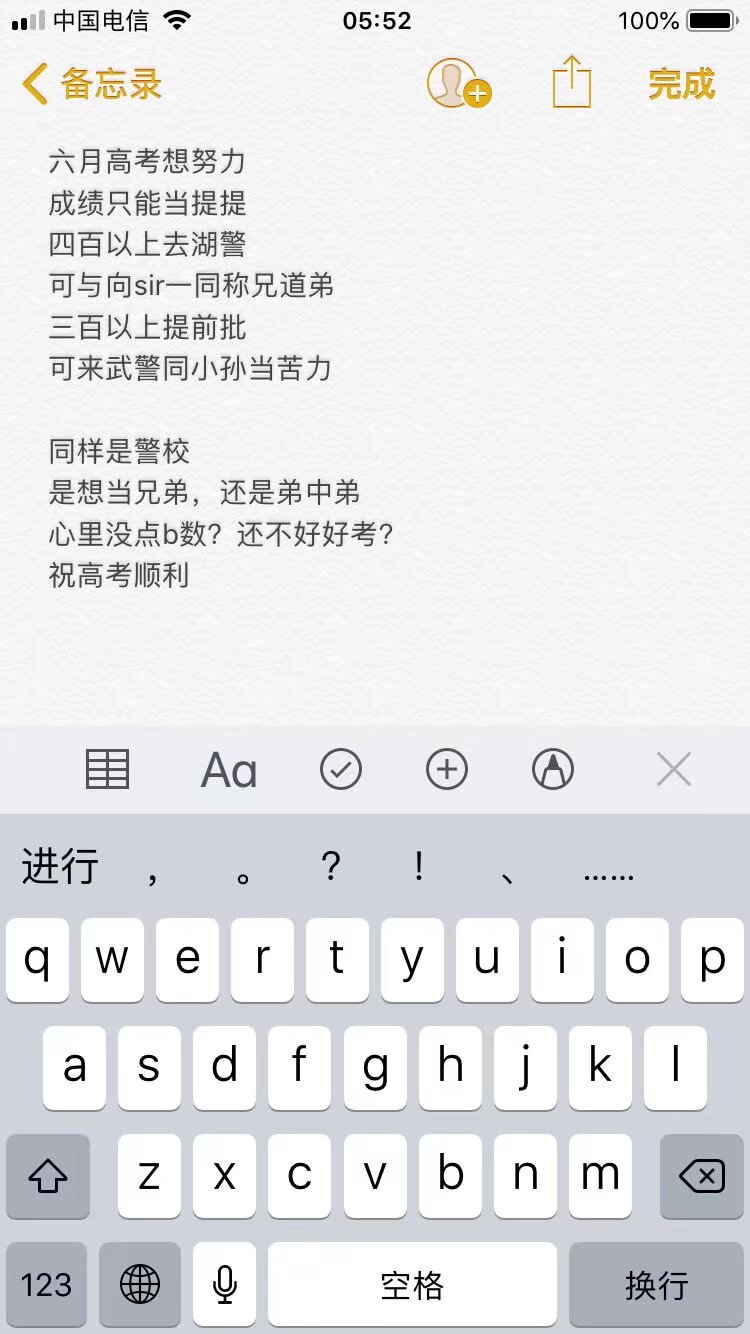 中国电信 05:52 100%
备忘录 完成
六月高考想努力
成绩只能当提提
四百以上去湖警
可与向sir一同称兄道弟
三百以上提前批
可来武警同小孙当苦力
同样是警校
是想当兄弟，还是弟中弟
心里没点b数？还不好好考？
祝高考顺利
Aa
进行 ， 。 ？ ！ 、 ……
q w e r t y u i o p
a s d f g h j k l
z x c v b n m
123 空格 换行